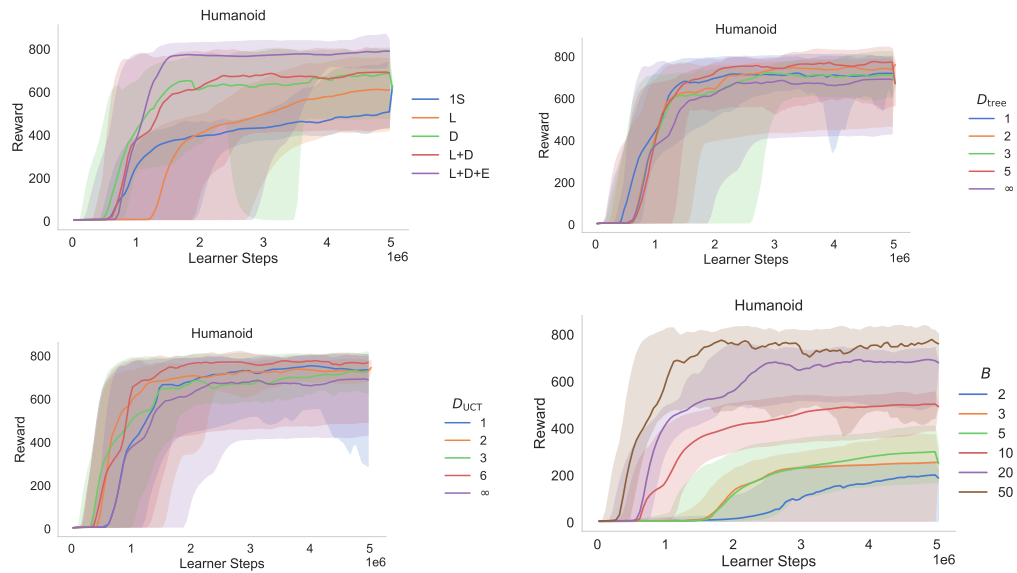 Humanoid
800
600
400
200
0
Reward
0 1 2 3 4 5
1e6
Learner Steps
1S
L
D
L+D
L+D+E
Humanoid
800
600
400
200
0
Reward
0 1 2 3 4 5
1e6
Learner Steps
Dtree
1
2
3
5
∞
Humanoid
800
600
400
200
0
Reward
0 1 2 3 4 5
1e6
Learner Steps
DUCT
1
2
3
6
∞
Humanoid
800
600
400
200
0
Reward
0 1 2 3 4 5
1e6
Learner Steps
B
2
3
5
10
20
50